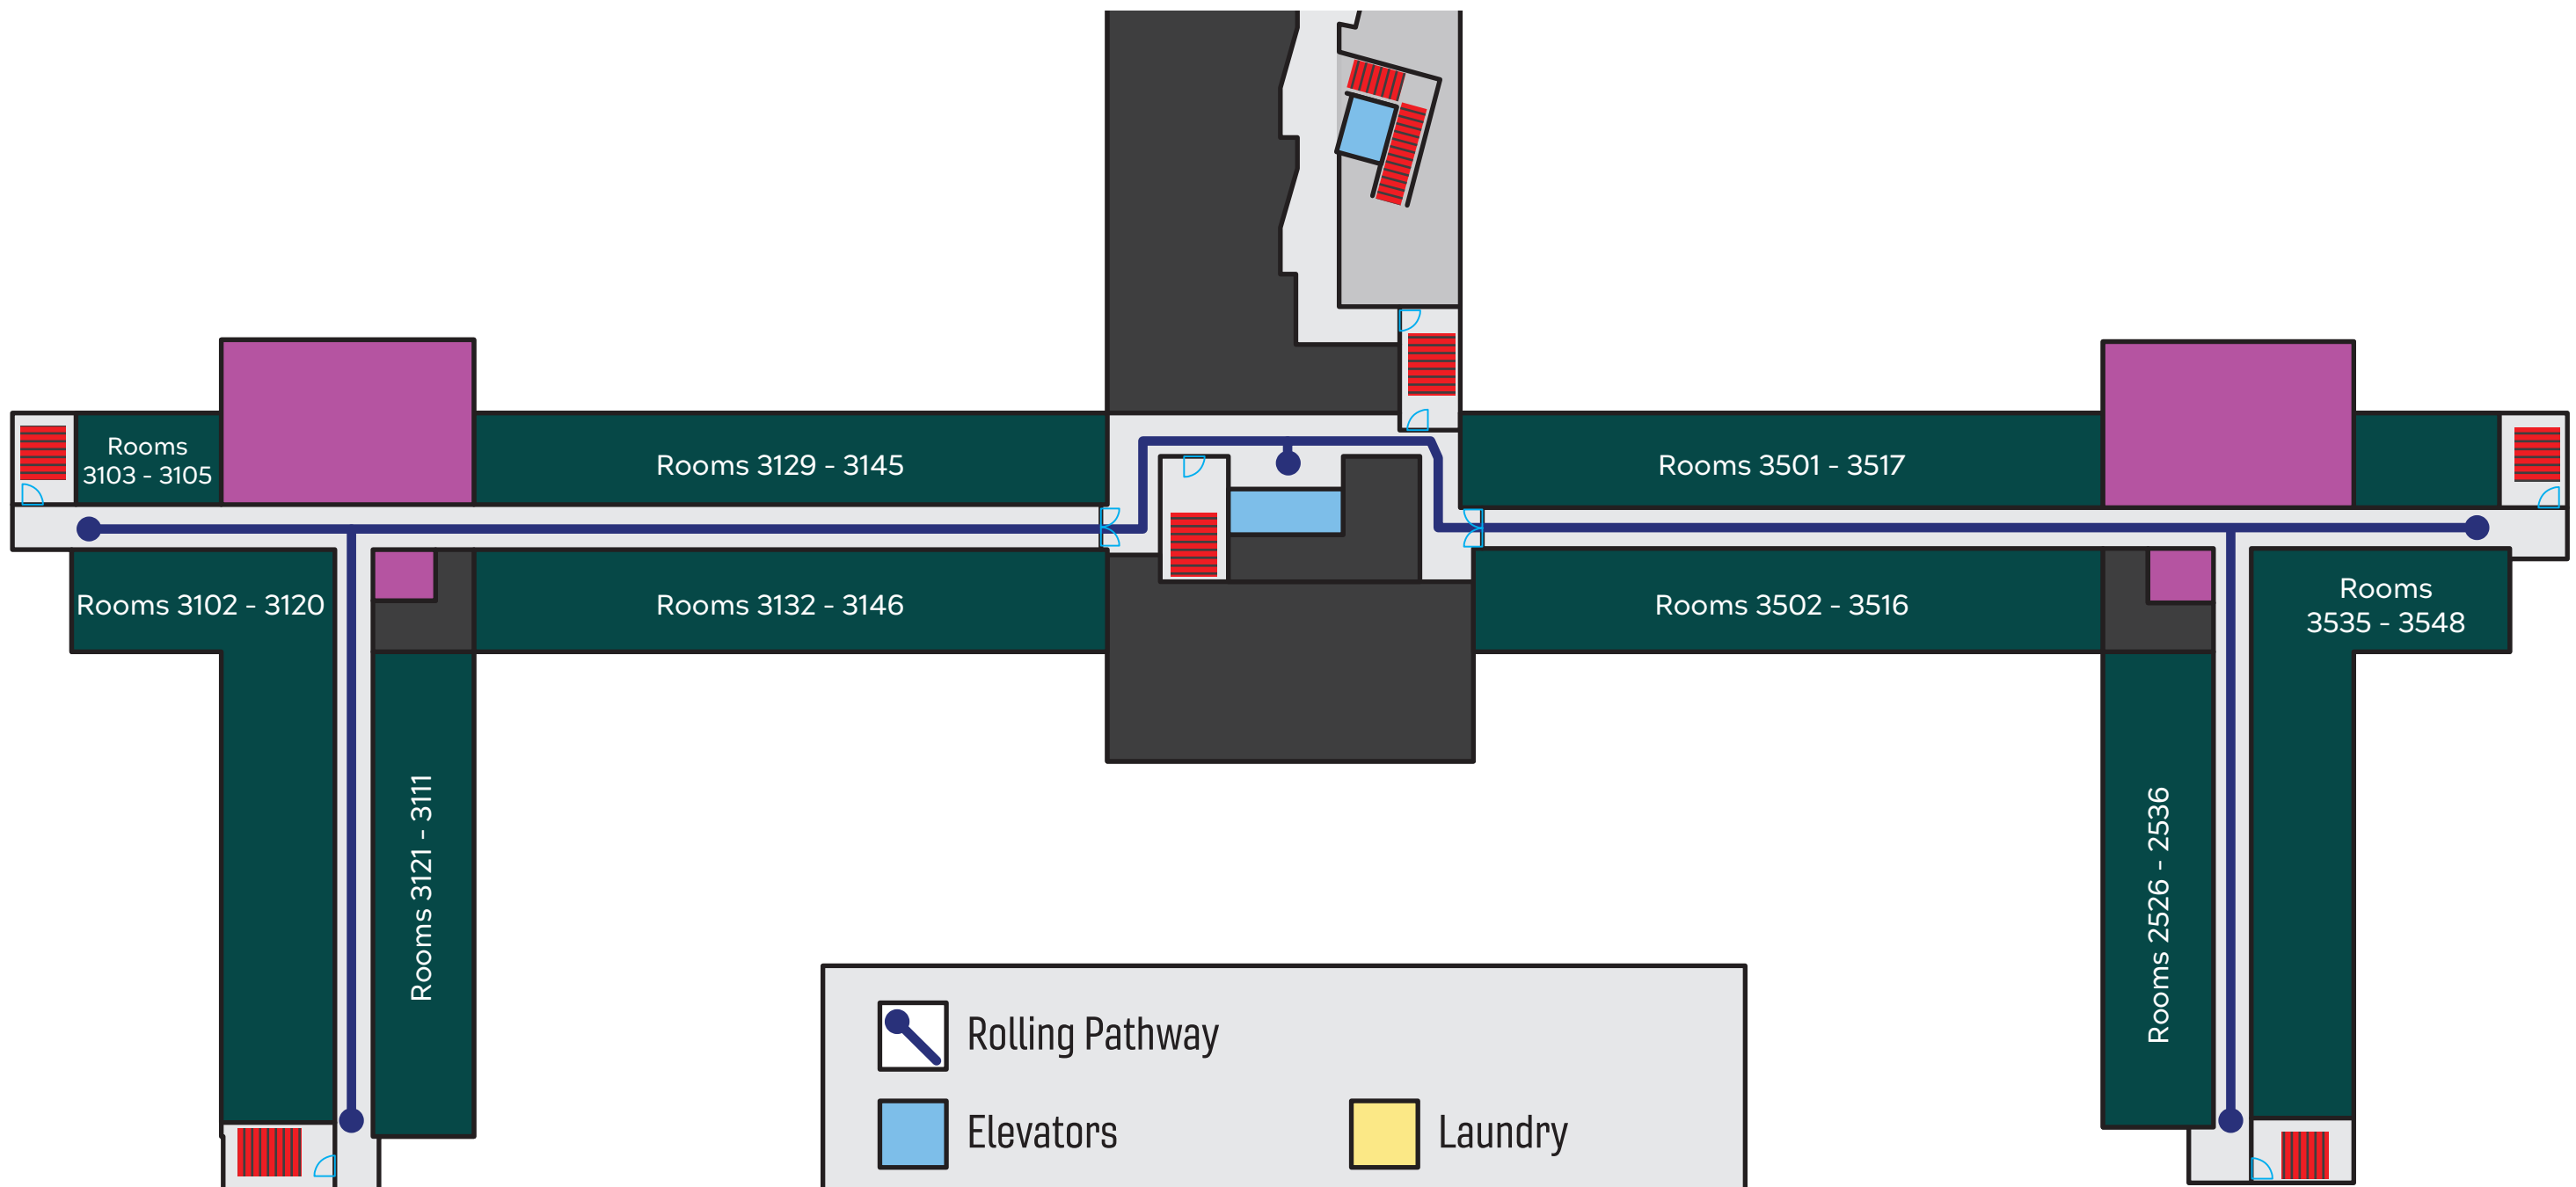 Rooms
3103 - 3105
Rooms 3129 - 3145
Rooms 3501 - 3517
Rooms 3102 - 3120
Rooms 3132 - 3146
Rooms 3502 - 3516
Rooms
3535 - 3548
Rooms 3121 - 3111
Rooms 2526 - 2536
Rolling Pathway
Elevators
Laundry